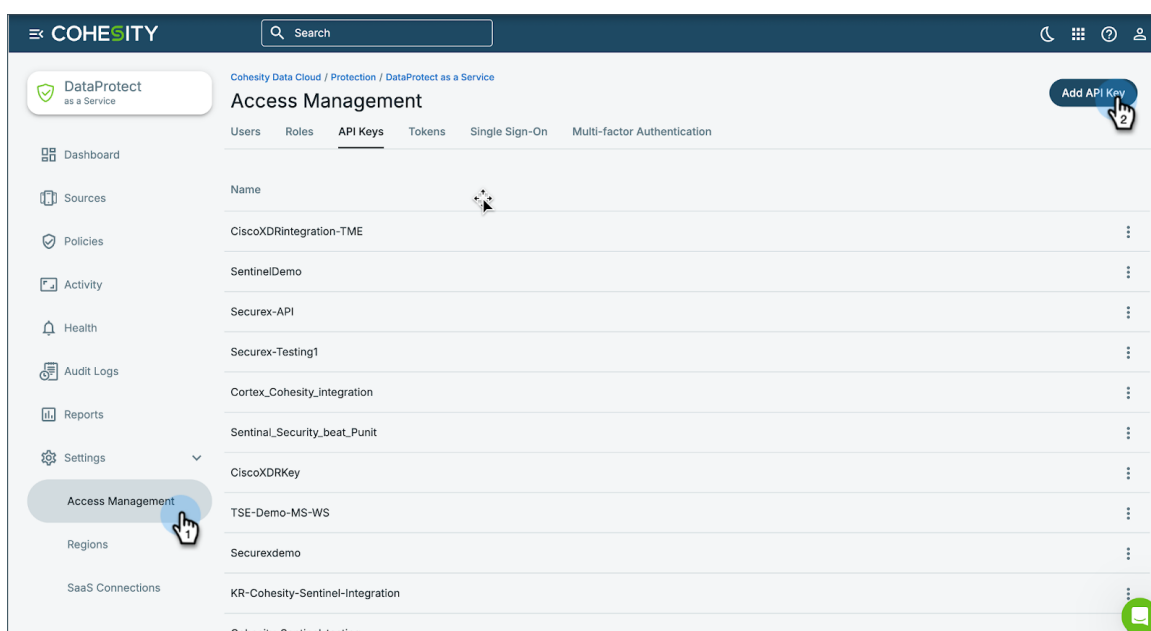 COHESITY
Search
DataProtect
as a Service
Cohesity Data Cloud / Protection / DataProtect as a Service
Access Management
Add API Key
2
Users Roles API Keys Tokens Single Sign-On Multi-factor Authentication
Dashboard
Sources
Policies
Activity
Health
Audit Logs
Reports
Settings
Access Management
1
Regions
SaaS Connections
Name
CiscoXDRintegration-TME
SentinelDemo
Securex-API
Securex-Testing1
Cortex_Cohesity_integration
Sentinal_Security_beat_Punit
CiscoXDRKey
TSE-Demo-MS-WS
Securexdemo
KR-Cohesity-Sentinel-Integration